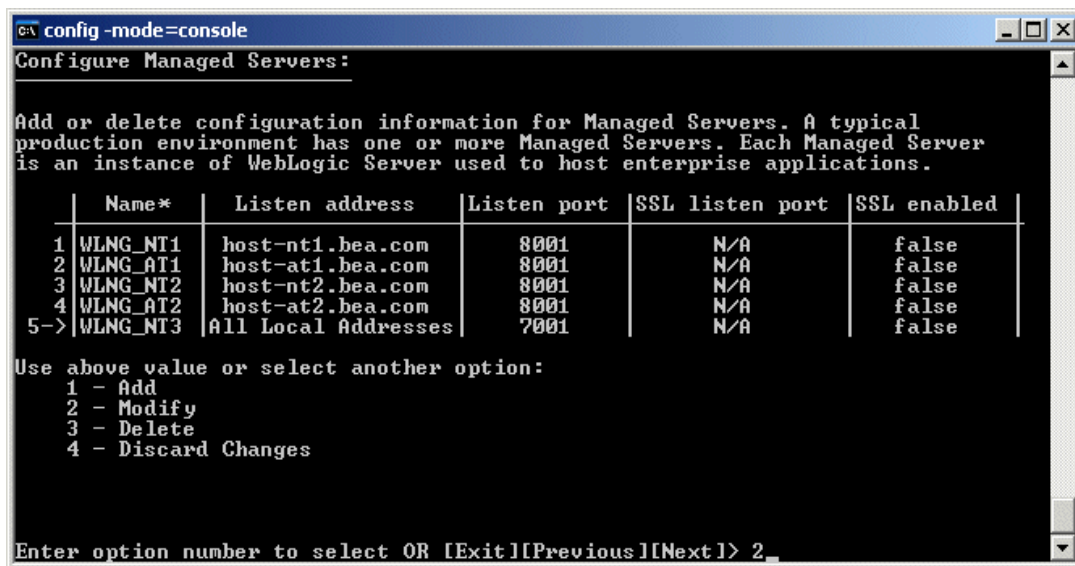 config -mode=console
Configure Managed Servers:
Add or delete configuration information for Managed Servers. A typical
production environment has one or more Managed Servers. Each Managed Server
is an instance of WebLogic Server used to host enterprise applications.
| Name* | Listen address |Listen port |SSL listen port |SSL enabled |
1|WLNG_NT1 | host-nt1.bea.com | 8001 | N/A | false |
2|WLNG_AT1 | host-at1.bea.com | 8001 | N/A | false |
3|WLNG_NT2 | host-nt2.bea.com | 8001 | N/A | false |
4|WLNG_AT2 | host-at2.bea.com | 8001 | N/A | false |
5->|WLNG_NT3 |All Local Addresses| 7001 | N/A | false |
Use above value or select another option:
1 - Add
2 - Modify
3 - Delete
4 - Discard Changes
Enter option number to select OR [Exit][Previous][Next]> 2_